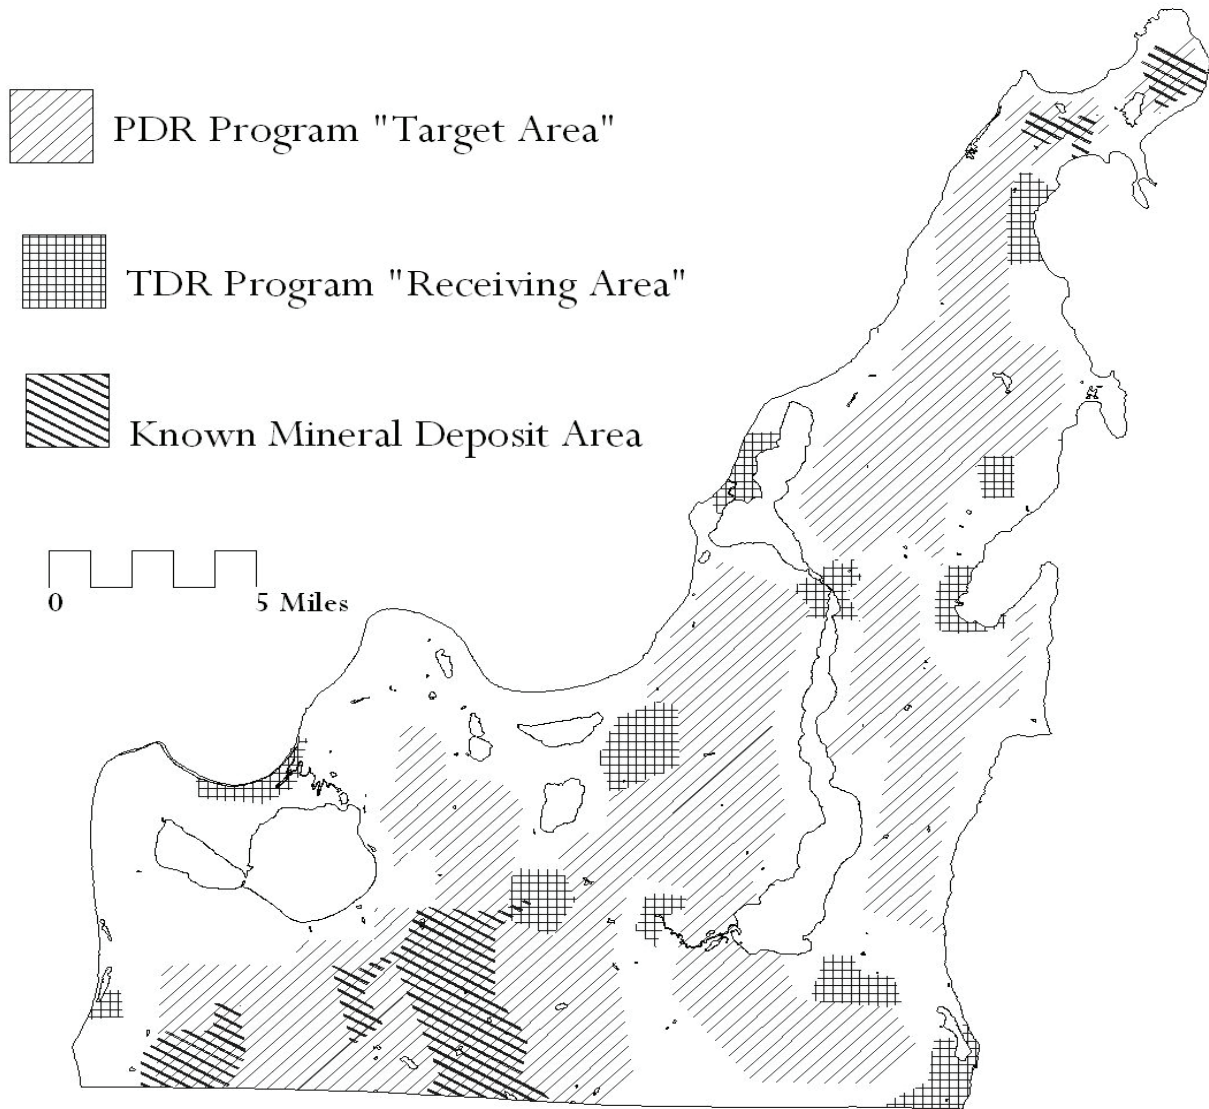 PDR Program "Target Area"
TDR Program "Receiving Area"
Known Mineral Deposit Area
0 5 Miles